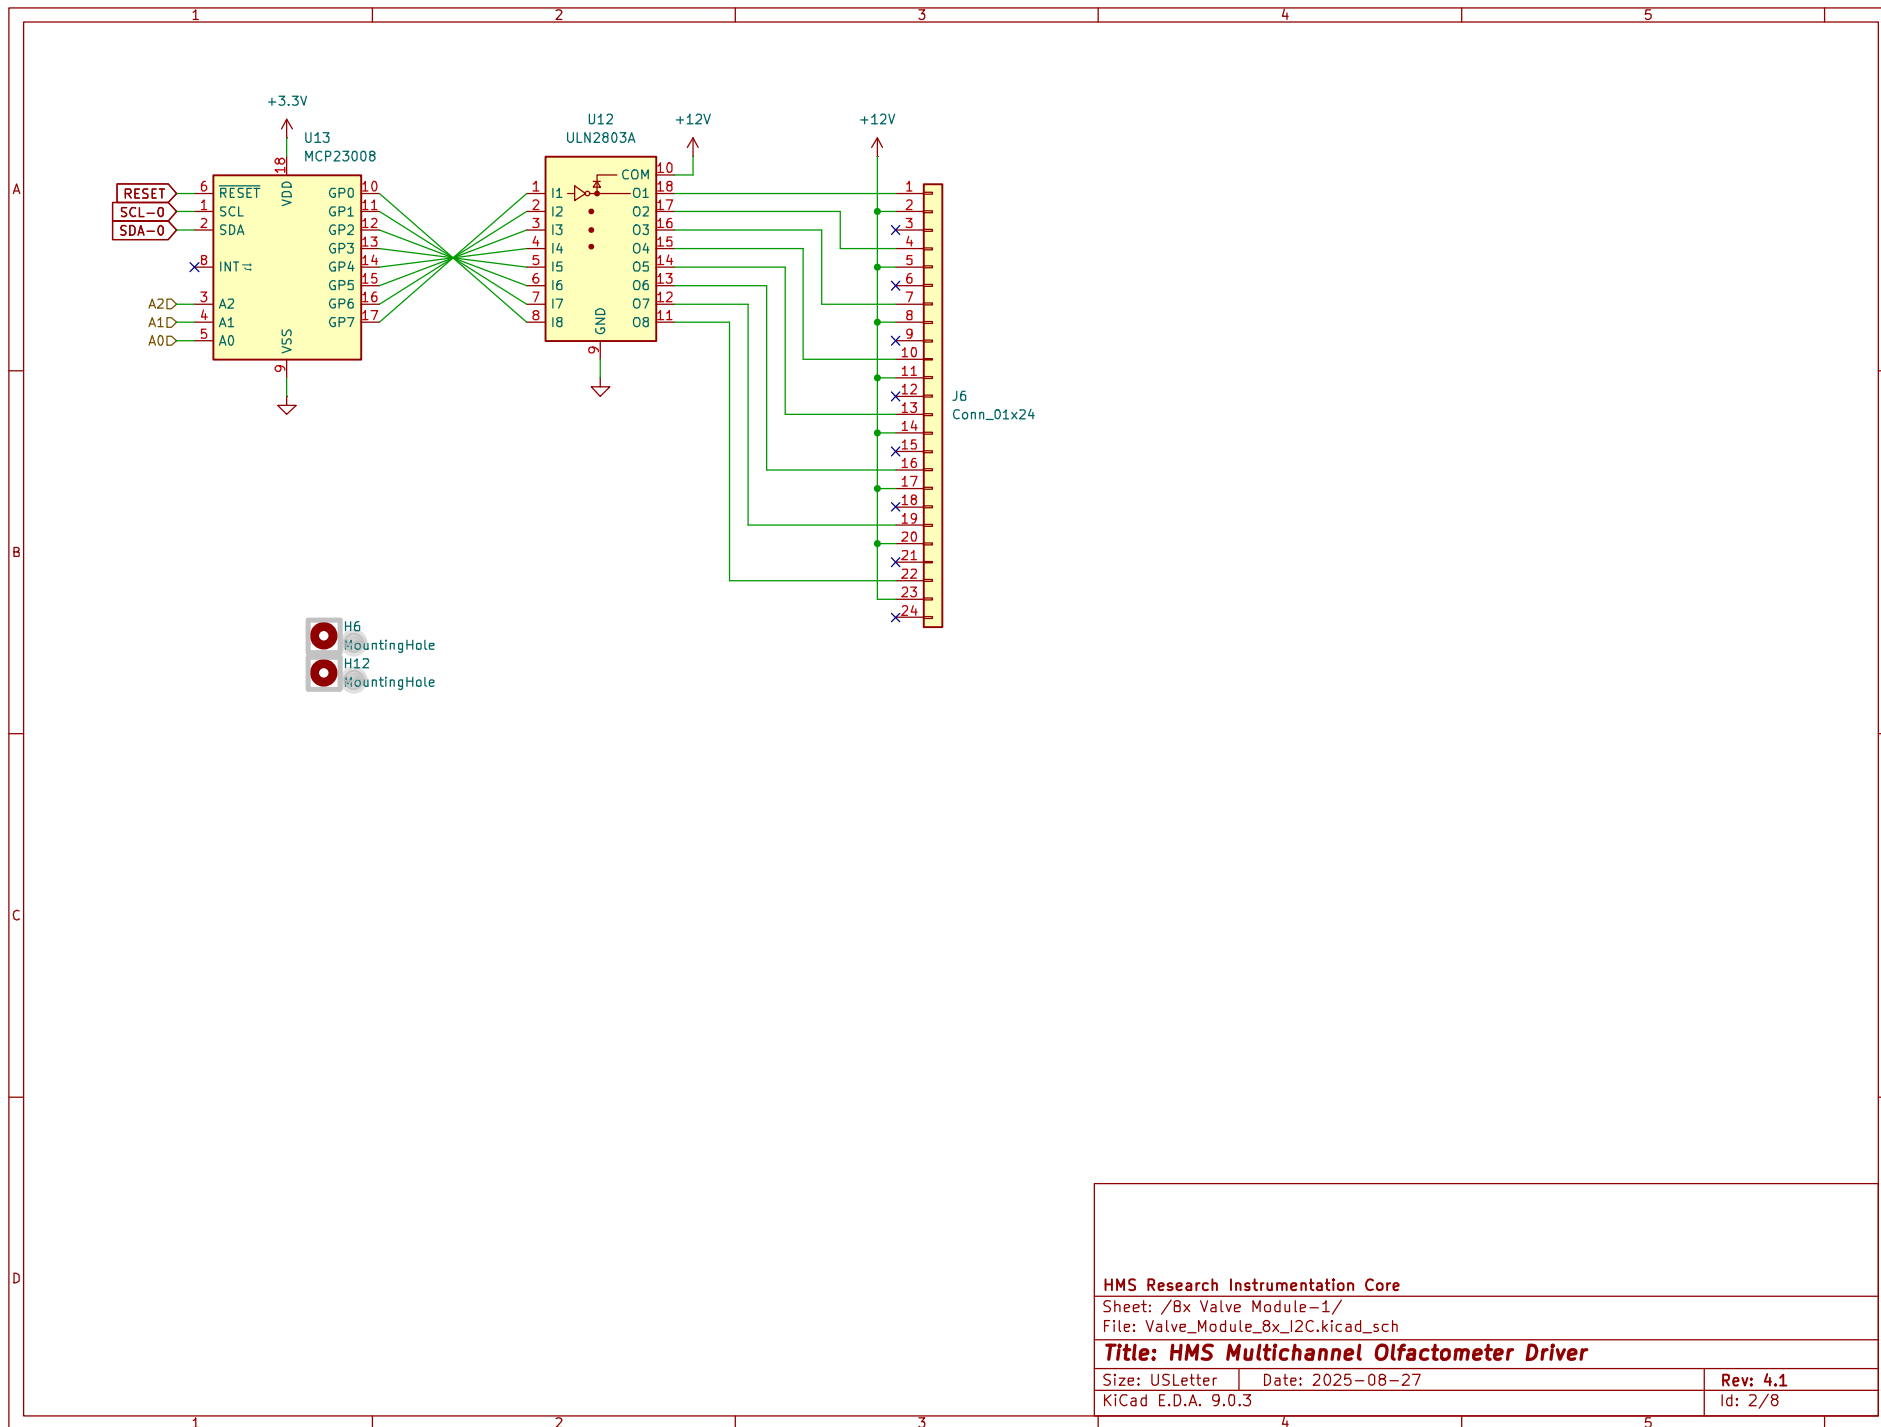 1 2 3 4 5
A
B
C
D
+3.3V
U13
MCP23008
18
VDD
RESET
SCL-0
SDA-0
6 RESET
1 SCL
2 SDA
8 INT
A2 3 A2
A1 4 A1
A0 5 A0
VSS
9
GP0 10
GP1 11
GP2 12
GP3 13
GP4 14
GP5 15
GP6 16
GP7 17
U12
ULN2803A
+12V
COM 10
1 I1 O1 18
2 I2 O2 17
3 I3 O3 16
4 I4 O4 15
5 I5 O5 14
6 I6 O6 13
7 I7 O7 12
8 I8 O8 11
GND
9
+12V
1
2
3
4
5
6
7
8
9
10
11
12
13
14
15
16
17
18
19
20
21
22
23
24
J6
Conn_01x24
H6
MountingHole
H12
MountingHole
HMS Research Instrumentation Core
Sheet: /8x Valve Module-1/
File: Valve_Module_8x_I2C.kicad_sch
Title: HMS Multichannel Olfactometer Driver
Size: USLetter Date: 2025-08-27 Rev: 4.1
KiCad E.D.A. 9.0.3 Id: 2/8
1 2 3 4 5